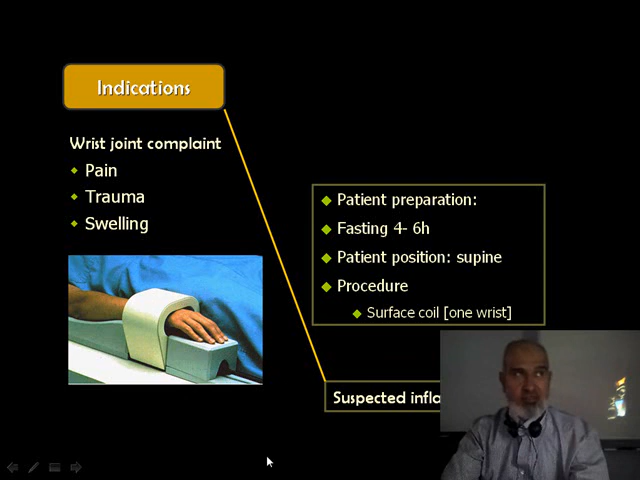 Indications
Wrist joint complaint
Pain
Trauma
Swelling
Patient preparation:
Fasting 4- 6h
Patient position: supine
Procedure
Surface coil [one wrist]
Suspected